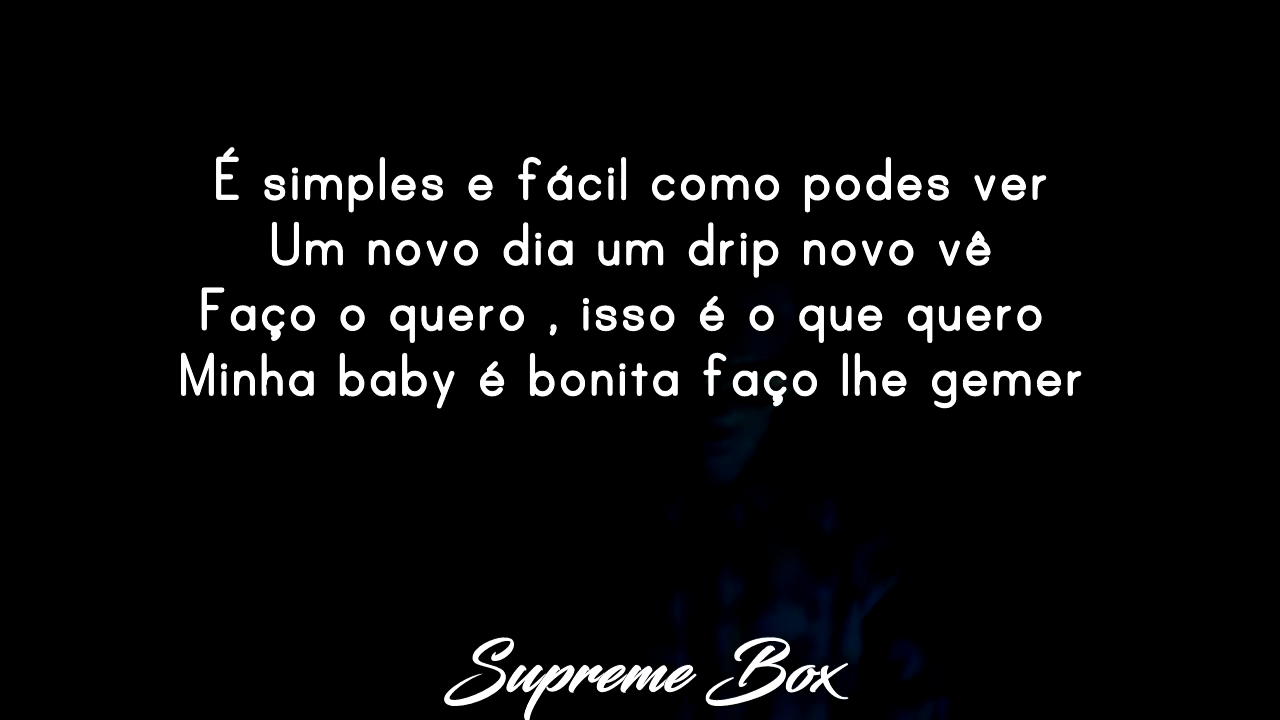 É simples e fácil como podes ver
Um novo dia um drip novo vê
Faço o quero , isso é o que quero
Minha baby é bonita faço lhe gemer
Supreme Box